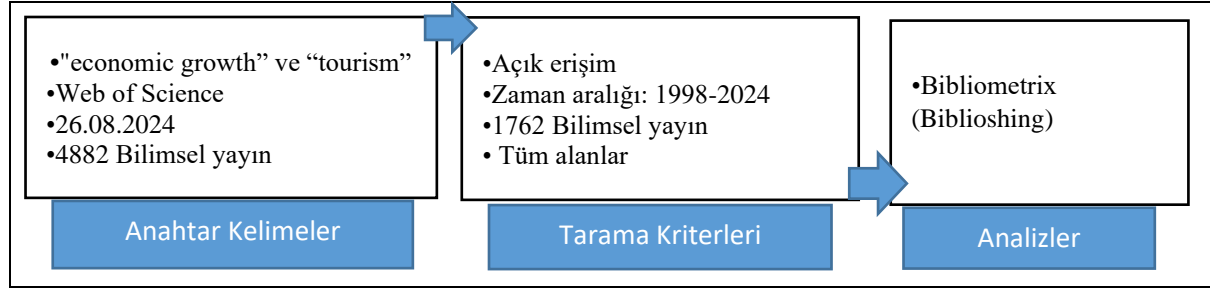 •"economic growth” ve “tourism”
•Web of Science
•26.08.2024
•4882 Bilimsel yayın
Anahtar Kelimeler
•Açık erişim
•Zaman aralığı: 1998-2024
•1762 Bilimsel yayın
• Tüm alanlar
Tarama Kriterleri
•Bibliometrix
(Biblioshing)
Analizler